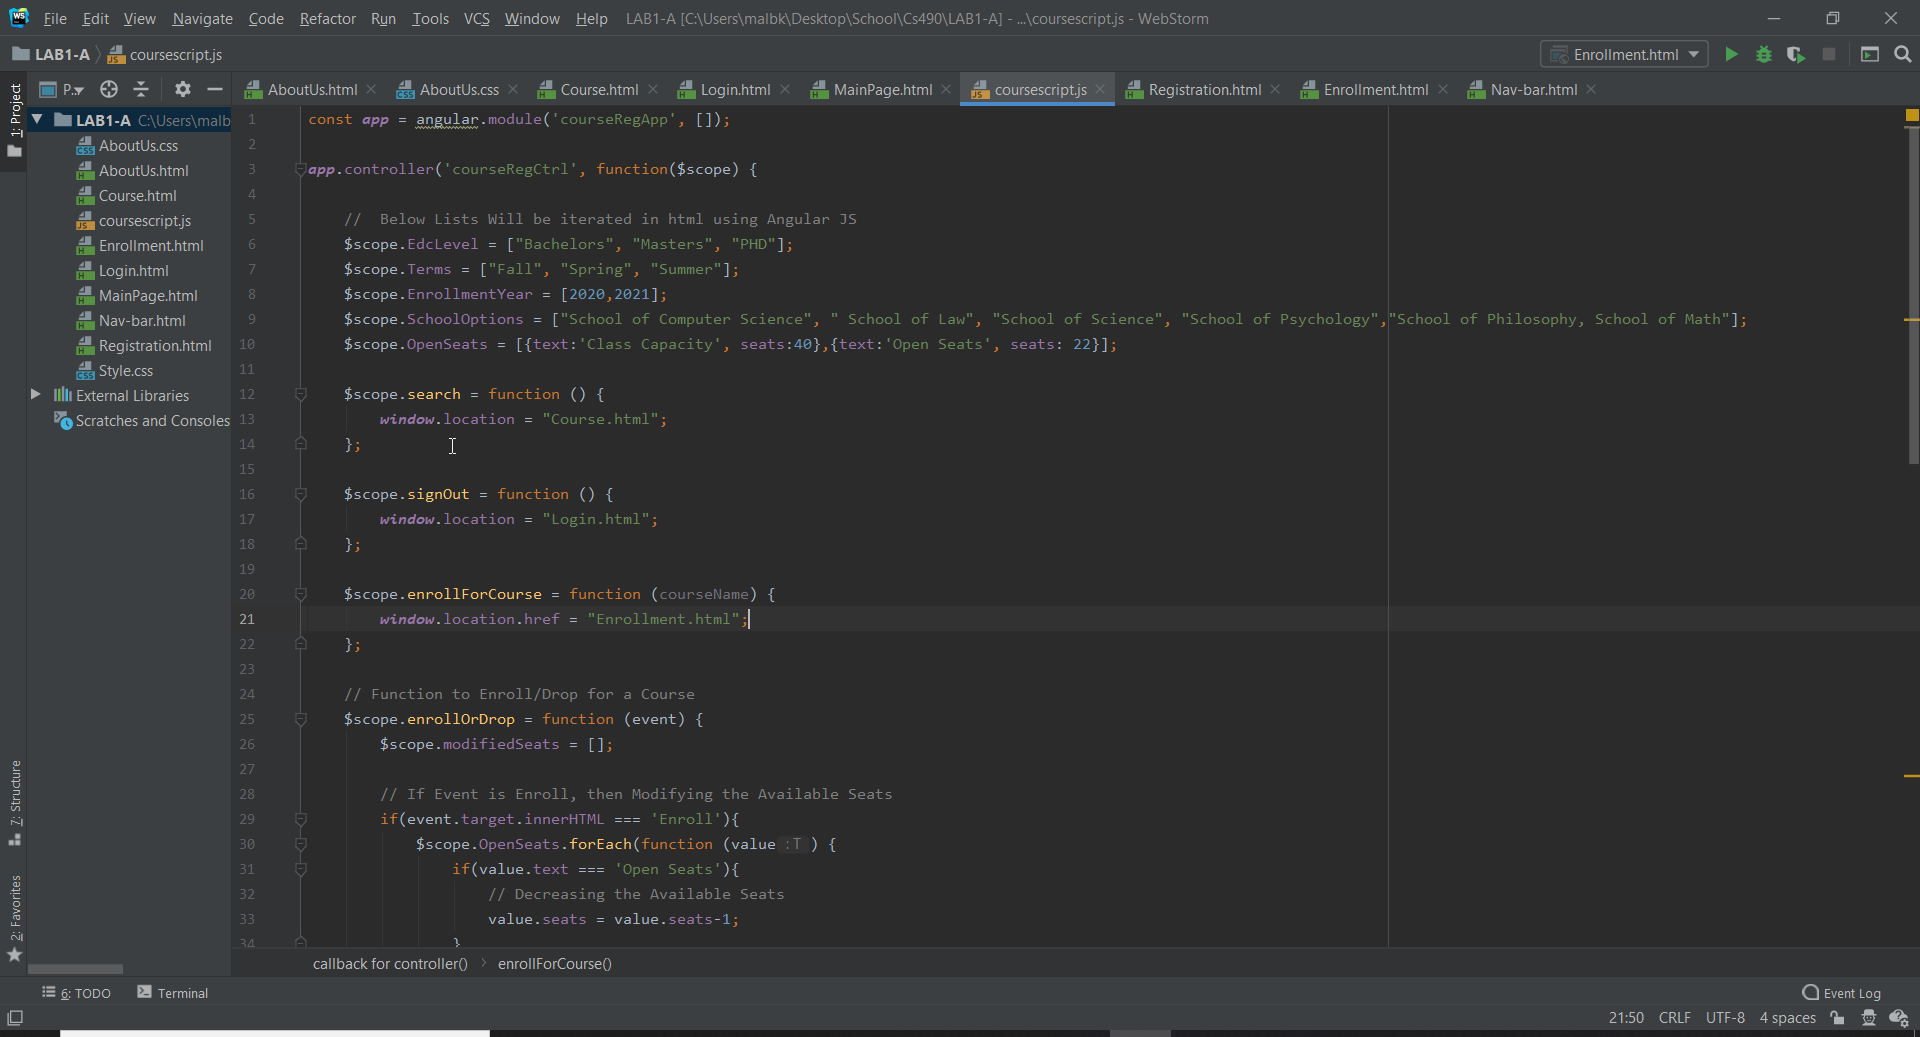 WS File Edit View Navigate Code Refactor Run Tools VCS Window Help LAB1-A [C:\Users\malbk\Desktop\School\Cs490\LAB1-A] - ...\coursescript.js - WebStorm
LAB1-A coursescript.js Enrollment.html
P.. AboutUs.html AboutUs.css Course.html Login.html MainPage.html coursescript.js Registration.html Enrollment.html Nav-bar.html
1: Project
LAB1-A C:\Users\malb
AboutUs.css
AboutUs.html
Course.html
coursescript.js
Enrollment.html
Login.html
MainPage.html
Nav-bar.html
Registration.html
Style.css
External Libraries
Scratches and Consoles
7: Structure
2: Favorites
1 const app = angular.module('courseRegApp', []);
2
3 app.controller('courseRegCtrl', function($scope) {
4
5 //  Below Lists Will be iterated in html using Angular JS
6 $scope.EdcLevel = ["Bachelors", "Masters", "PHD"];
7 $scope.Terms = ["Fall", "Spring", "Summer"];
8 $scope.EnrollmentYear = [2020,2021];
9 $scope.SchoolOptions = ["School of Computer Science", " School of Law", "School of Science", "School of Psychology","School of Philosophy, School of Math"];
10 $scope.OpenSeats = [{text:'Class Capacity', seats:40},{text:'Open Seats', seats: 22}];
11
12 $scope.search = function () {
13 window.location = "Course.html";
14 };
15
16 $scope.signOut = function () {
17 window.location = "Login.html";
18 };
19
20 $scope.enrollForCourse = function (courseName) {
21 window.location.href = "Enrollment.html";
22 };
23
24 // Function to Enroll/Drop for a Course
25 $scope.enrollOrDrop = function (event) {
26 $scope.modifiedSeats = [];
27
28 // If Event is Enroll, then Modifying the Available Seats
29 if(event.target.innerHTML === 'Enroll'){
30 $scope.OpenSeats.forEach(function (value :T ) {
31 if(value.text === 'Open Seats'){
32 // Decreasing the Available Seats
33 value.seats = value.seats-1;
34 }
callback for controller() enrollForCourse()
6: TODO Terminal Event Log
21:50 CRLF UTF-8 4 spaces